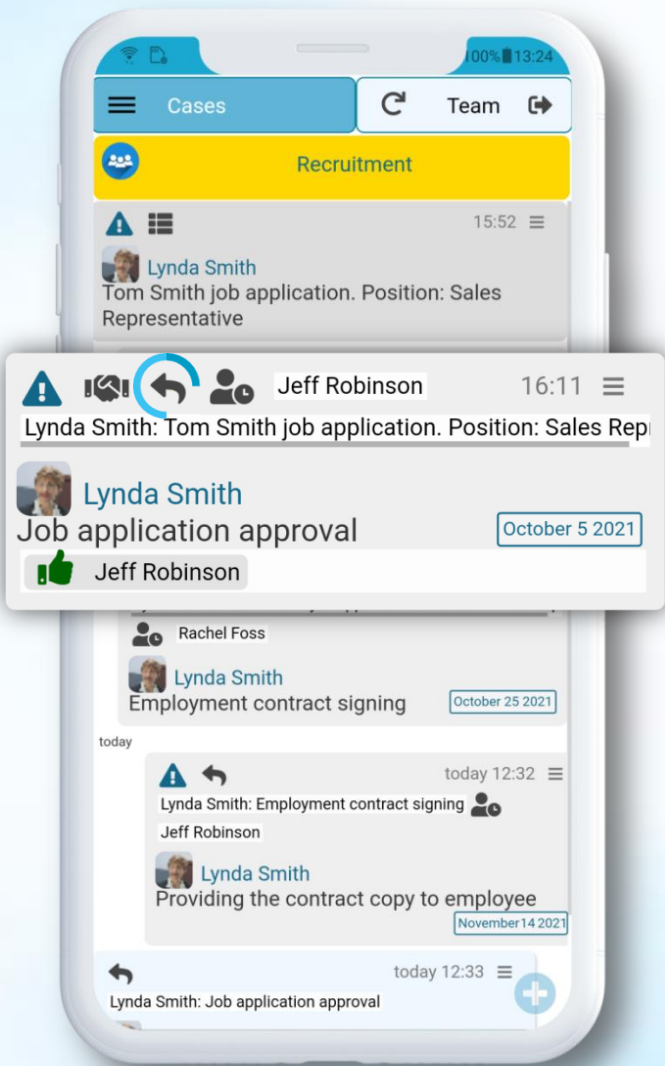 100% 13:24
Cases
Team
Recruitment
15:52
Lynda Smith
Tom Smith job application. Position: Sales
Representative
Jeff Robinson
16:11
Lynda Smith: Tom Smith job application. Position: Sales Rep
Lynda Smith
Job application approval
October 5 2021
Jeff Robinson
Rachel Foss
Lynda Smith
Employment contract signing
October 25 2021
today
today 12:32
Lynda Smith: Employment contract signing
Jeff Robinson
Lynda Smith
Providing the contract copy to employee
November 14 2021
today 12:33
Lynda Smith: Job application approval